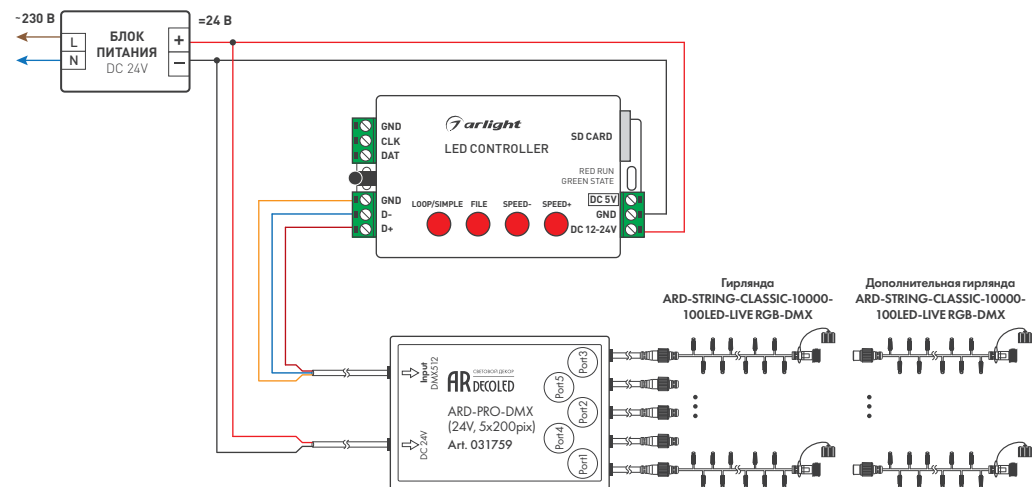 ~230 В
=24 В
L
N
БЛОК
ПИТАНИЯ
DC 24V
+
−
GND
CLK
DAT
arlight
LED CONTROLLER
SD CARD
RED RUN
GREEN STATE
GND
D-
D+
LOOP/SIMPLE FILE SPEED- SPEED+
DC 5V
GND
DC 12-24V
Гирлянда
ARD-STRING-CLASSIC-10000-
100LED-LIVE RGB-DMX
Дополнительная гирлянда
ARD-STRING-CLASSIC-10000-
100LED-LIVE RGB-DMX
Input
DMX512
DC 24V
AR СВЕТОВОЙ ДЕКОР
DECOLED
ARD-PRO-DMX
(24V, 5x200pix)
Art. 031759
Port3
Port5
Port2
Port4
Port1